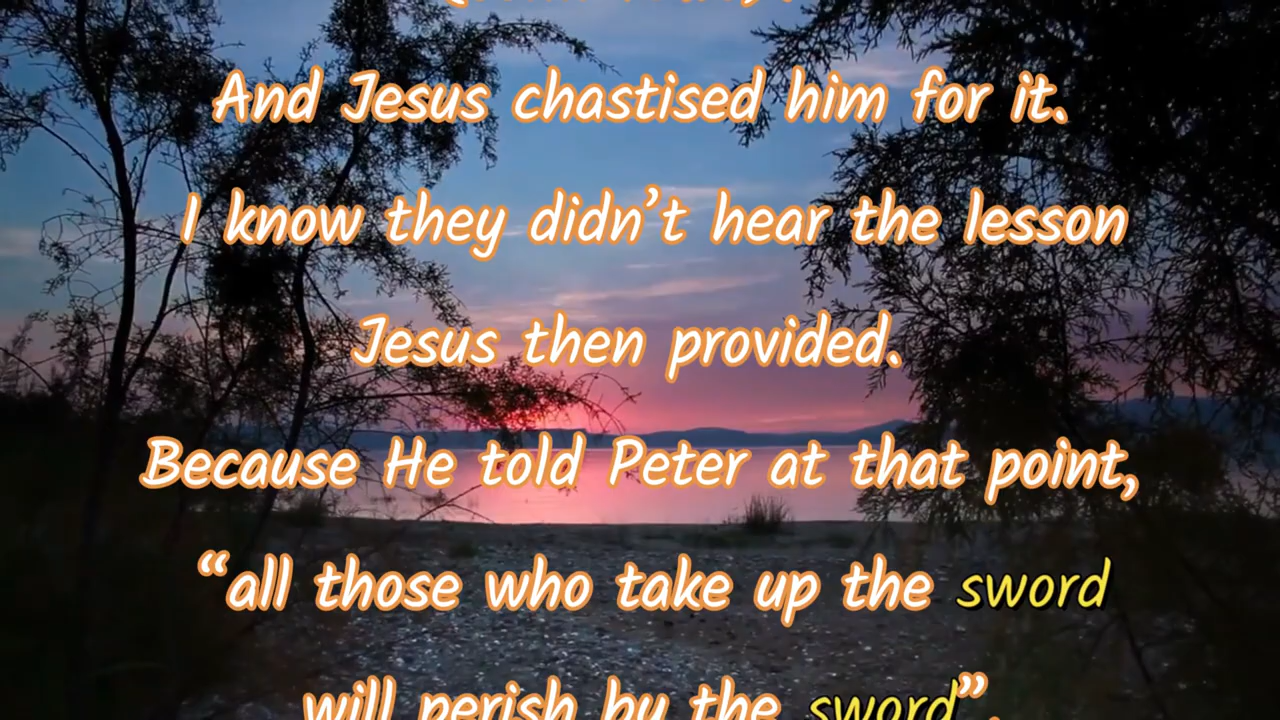 And Jesus chastised him for it.
I know they didn’t hear the lesson
Jesus then provided.
Because He told Peter at that point,
“all those who take up the sword
will perish by the sword”.